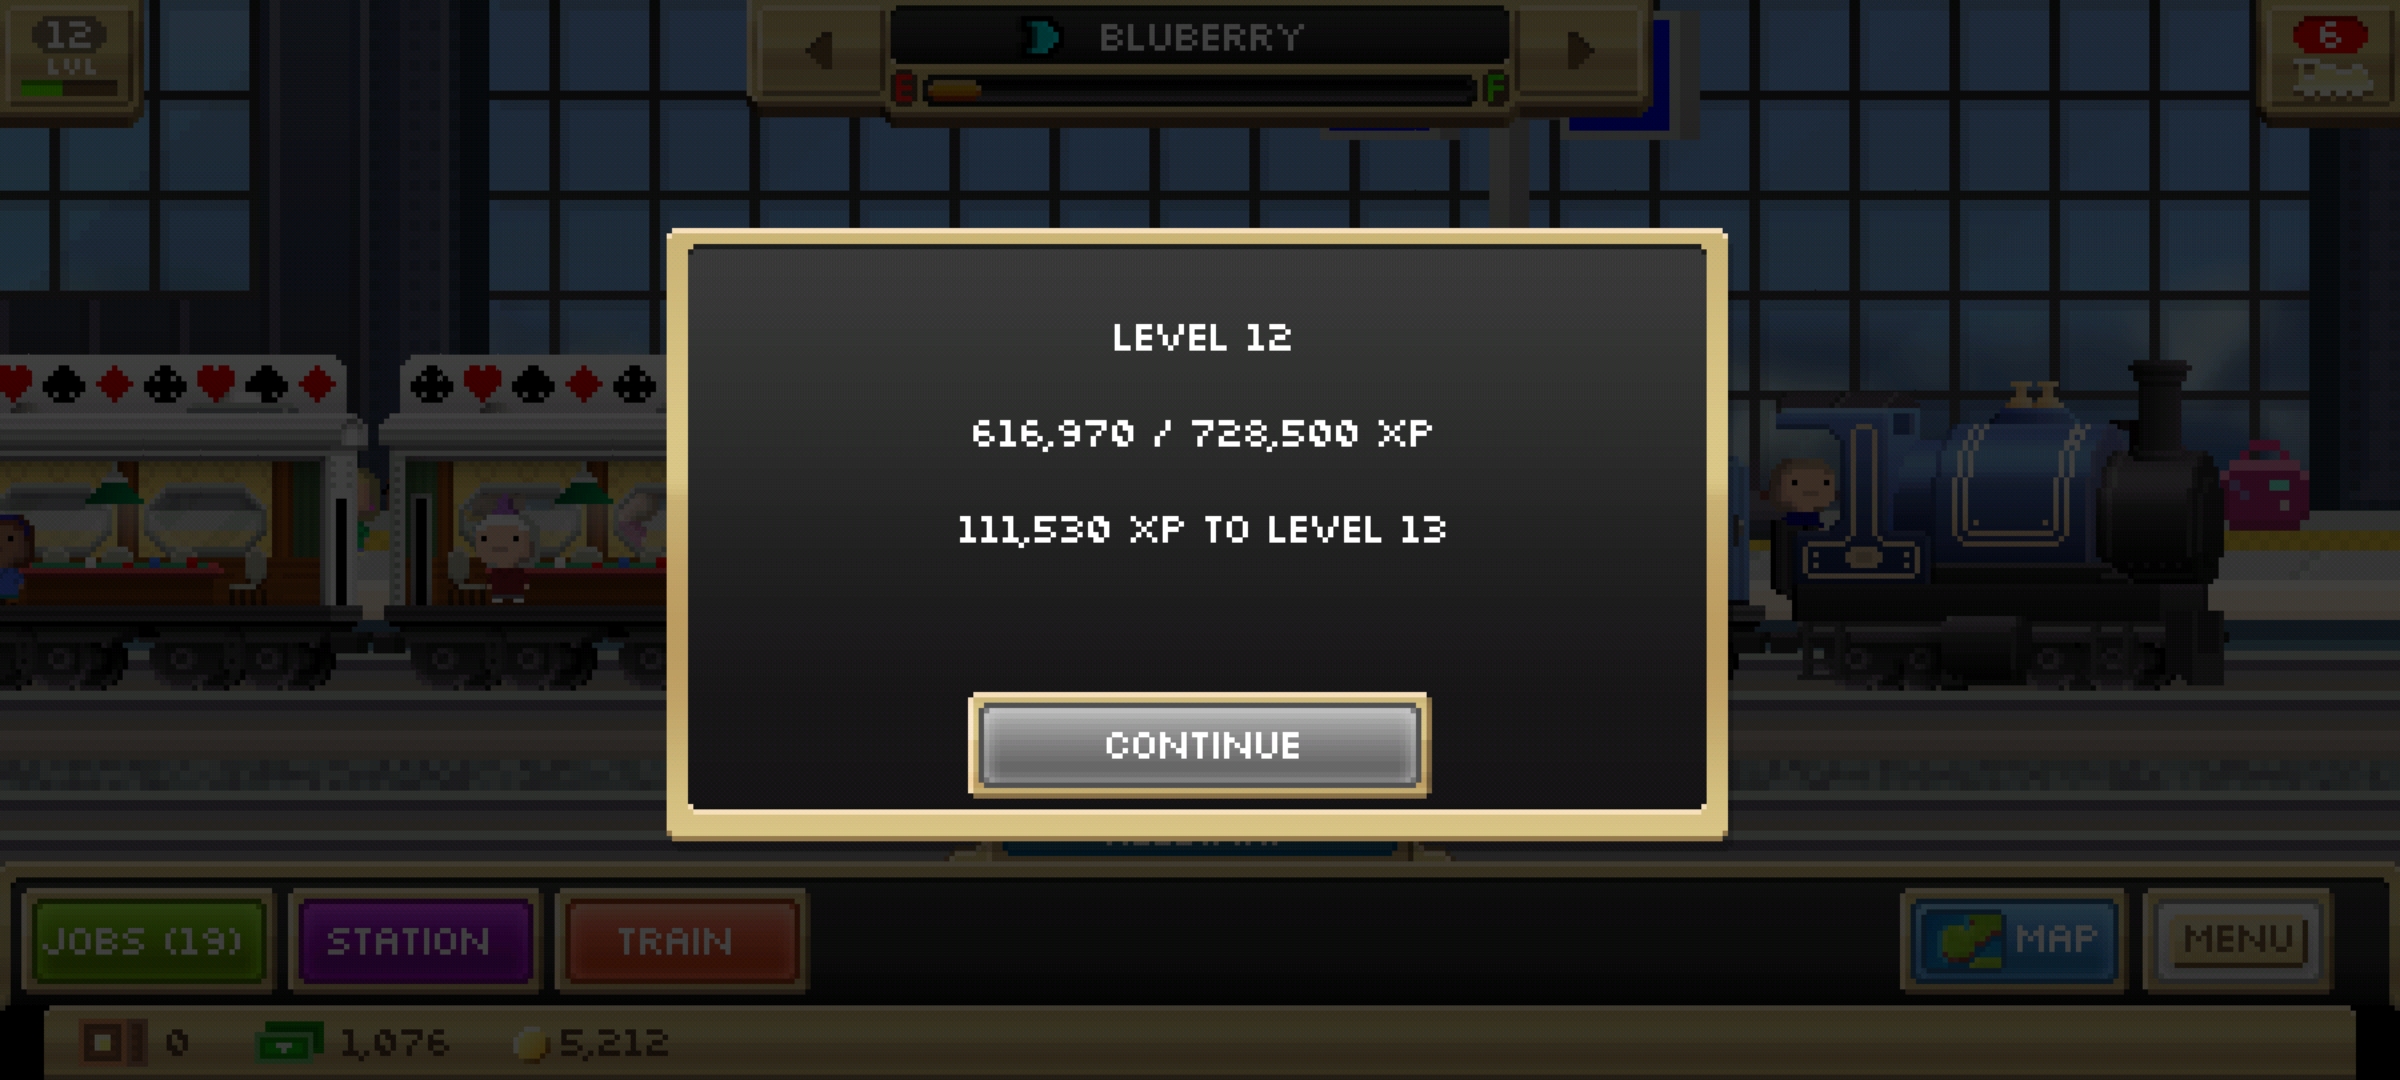 12
LVL
BLUBERRY
E
F
6
LEVEL 12
616,970 / 728,500 XP
111,530 XP TO LEVEL 13
CONTINUE
JOBS (19)
STATION
TRAIN
MAP
MENU
0
1,076
5,212